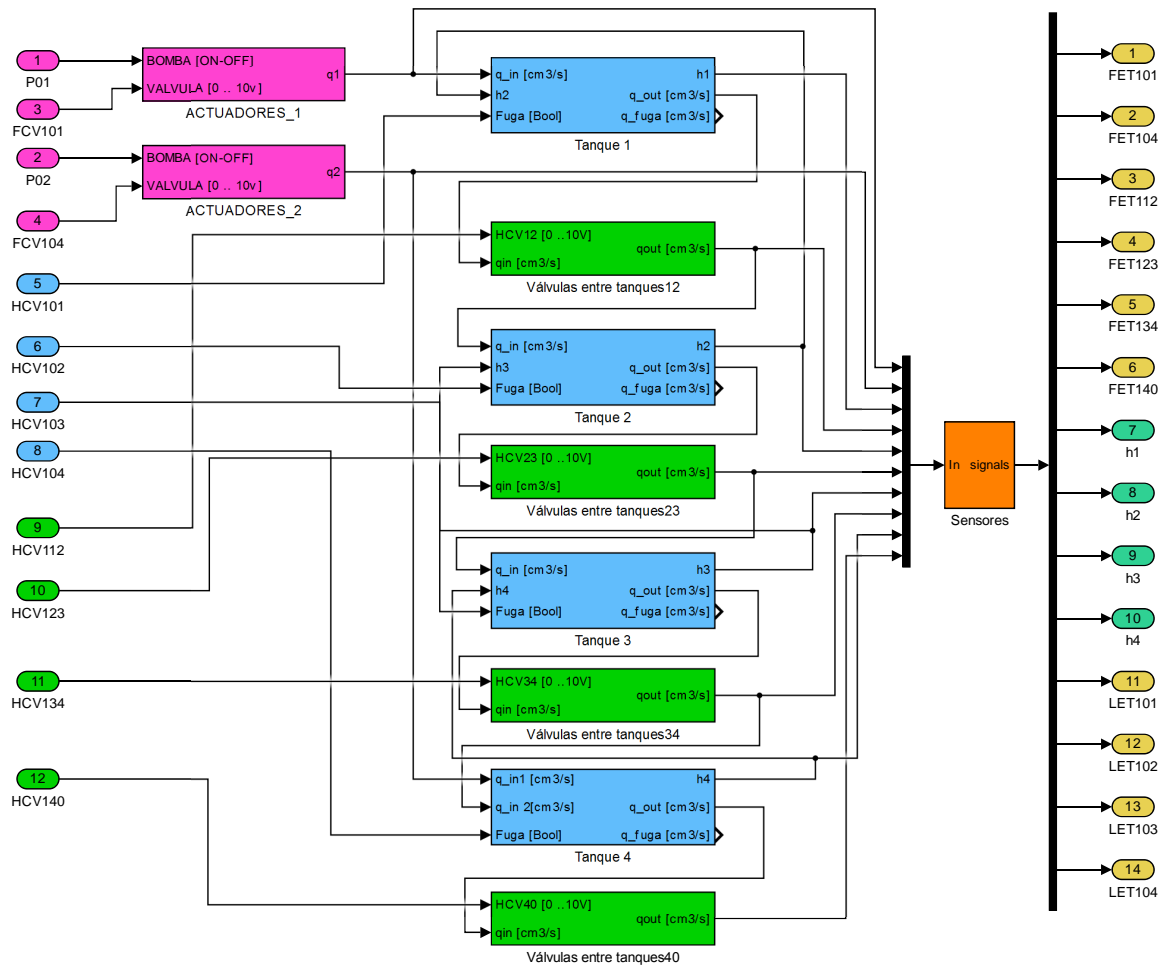 1
P01
3
FCV101
2
P02
4
FCV104
5
HCV101
6
HCV102
7
HCV103
8
HCV104
9
HCV112
10
HCV123
11
HCV134
12
HCV140
BOMBA [ON-OFF]
q1
VALVULA [0 .. 10v]
ACTUADORES_1
BOMBA [ON-OFF]
q2
VALVULA [0 .. 10v]
ACTUADORES_2
q_in [cm3/s] h1
h2 q_out [cm3/s]
Fuga [Bool] q_fuga [cm3/s]
Tanque 1
HCV12 [0 ..10V]
qout [cm3/s]
qin [cm3/s]
Válvulas entre tanques12
q_in [cm3/s] h2
h3 q_out [cm3/s]
Fuga [Bool] q_fuga [cm3/s]
Tanque 2
HCV23 [0 ..10V]
qout [cm3/s]
qin [cm3/s]
Válvulas entre tanques23
q_in [cm3/s] h3
h4 q_out [cm3/s]
Fuga [Bool] q_fuga [cm3/s]
Tanque 3
HCV34 [0 ..10V]
qout [cm3/s]
qin [cm3/s]
Válvulas entre tanques34
q_in1 [cm3/s] h4
q_in 2[cm3/s] q_out [cm3/s]
Fuga [Bool] q_fuga [cm3/s]
Tanque 4
HCV40 [0 ..10V]
qout [cm3/s]
qin [cm3/s]
Válvulas entre tanques40
In signals
Sensores
1
FET101
2
FET104
3
FET112
4
FET123
5
FET134
6
FET140
7
h1
8
h2
9
h3
10
h4
11
LET101
12
LET102
13
LET103
14
LET104